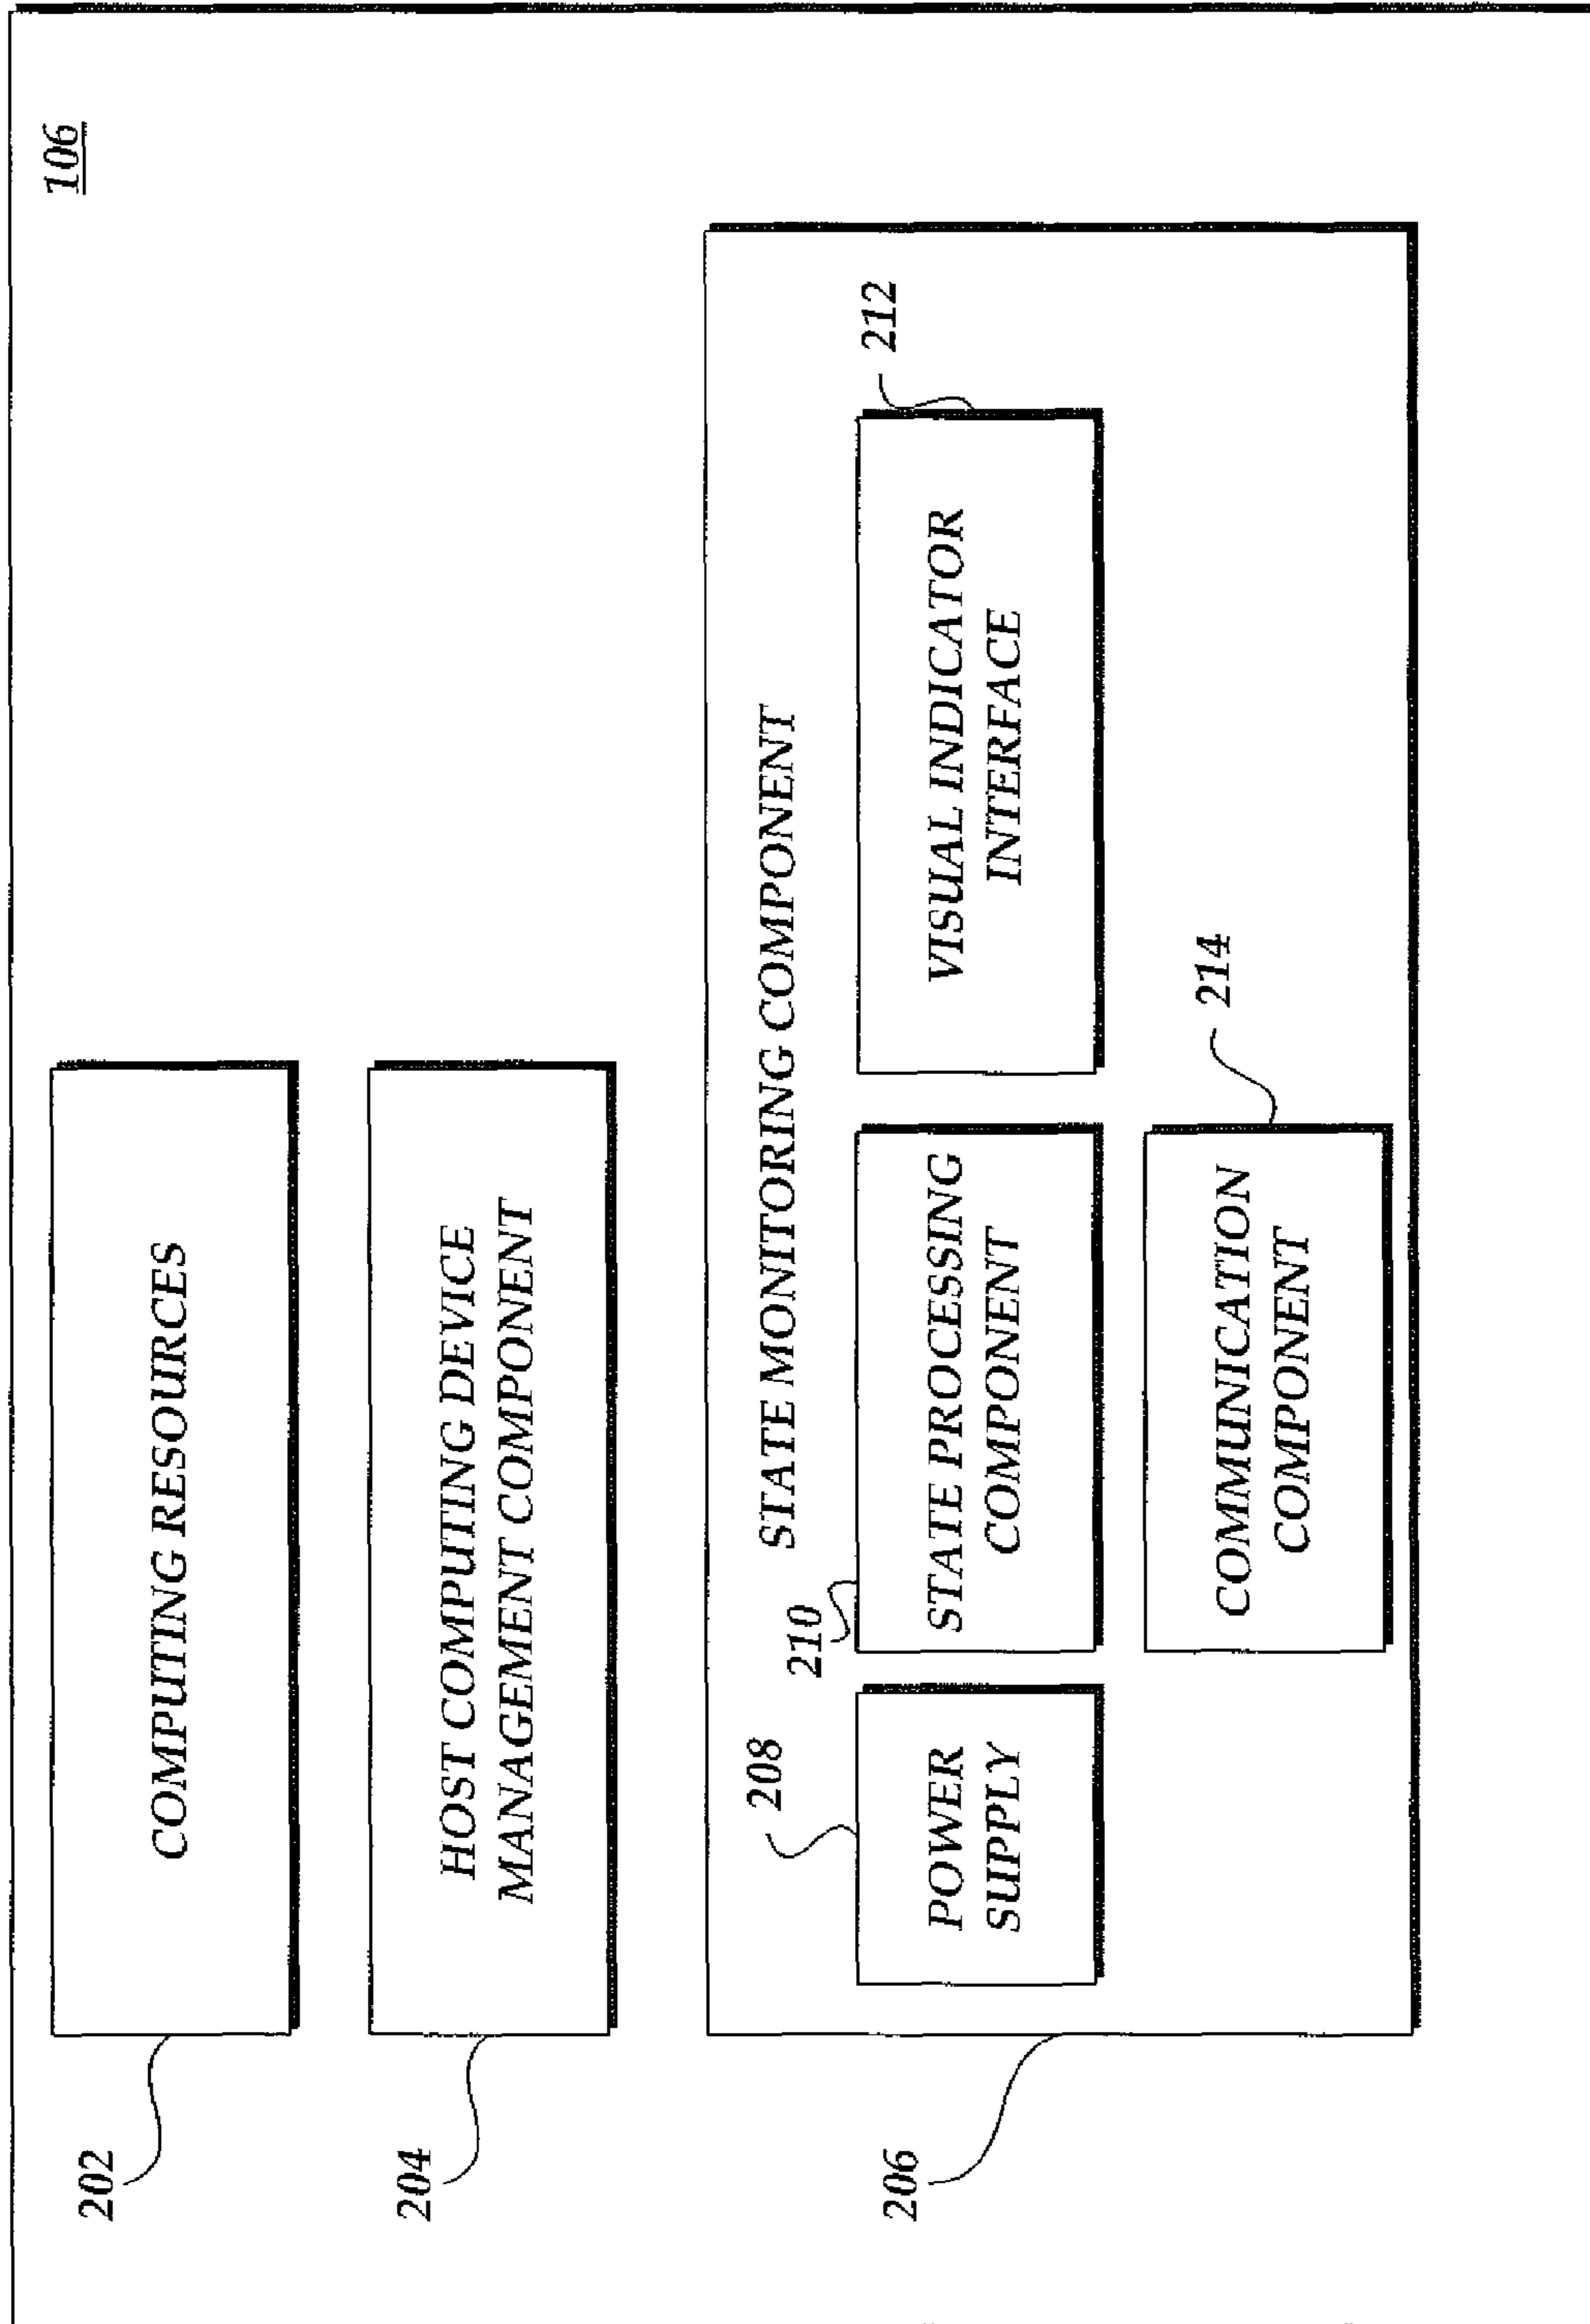 106
202
COMPUTING RESOURCES
204
HOST COMPUTING DEVICE
MANAGEMENT COMPONENT
206
STATE MONITORING COMPONENT
208
POWER
SUPPLY
210
STATE PROCESSING
COMPONENT
212
VISUAL INDICATOR
INTERFACE
214
COMMUNICATION
COMPONENT